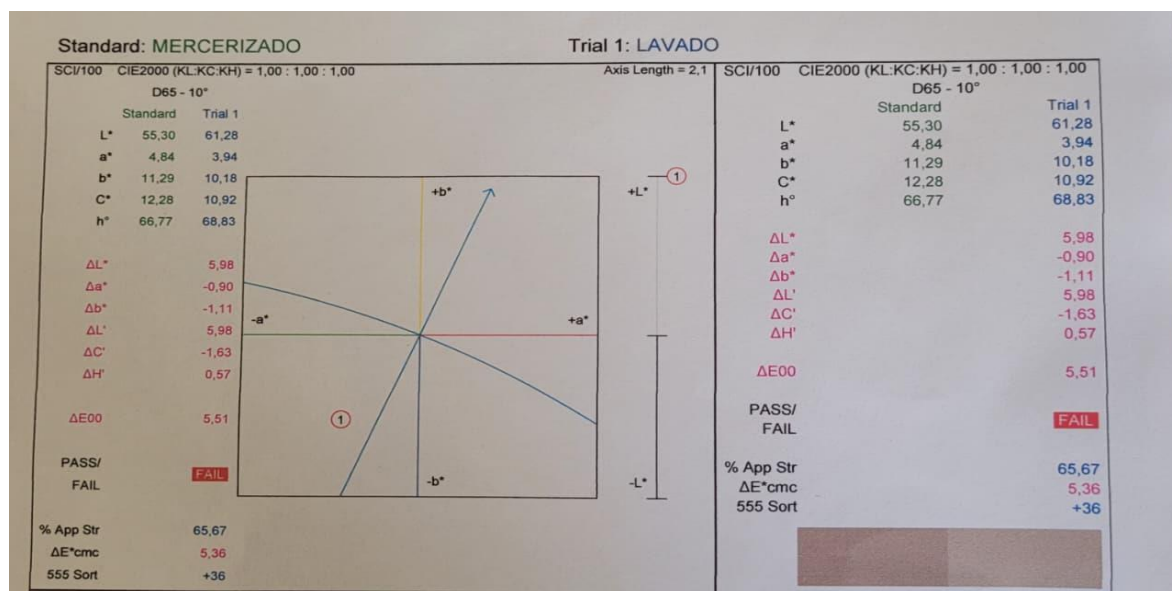 Standard: MERCERIZADO
Trial 1: LAVADO
SCI/100 CIE2000 (KL:KC:KH) = 1,00 : 1,00 : 1,00
Axis Length = 2,1
D65 - 10°
Standard Trial 1
L* 55,30 61,28
a* 4,84 3,94
b* 11,29 10,18
C* 12,28 10,92
h° 66,77 68,83
ΔL* 5,98
Δa* -0,90
Δb* -1,11
ΔL' 5,98
ΔC' -1,63
ΔH' 0,57
ΔE00 5,51
PASS/
FAIL FAIL
% App Str 65,67
ΔE*cmc 5,36
555 Sort +36
+b*
-a*
+a*
1
-b*
+L*
1
-L*
SCI/100 CIE2000 (KL:KC:KH) = 1,00 : 1,00 : 1,00
D65 - 10°
Standard Trial 1
L* 55,30 61,28
a* 4,84 3,94
b* 11,29 10,18
C* 12,28 10,92
h° 66,77 68,83
ΔL* 5,98
Δa* -0,90
Δb* -1,11
ΔL' 5,98
ΔC' -1,63
ΔH' 0,57
ΔE00 5,51
PASS/
FAIL FAIL
% App Str 65,67
ΔE*cmc 5,36
555 Sort +36